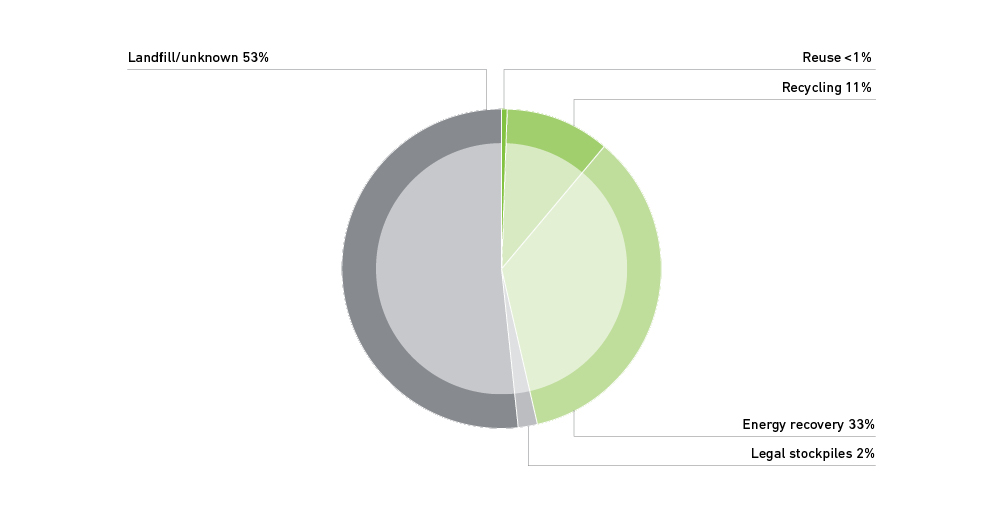 Landfill/unknown 53%
Reuse <1%
Recycling 11%
Energy recovery 33%
Legal stockpiles 2%